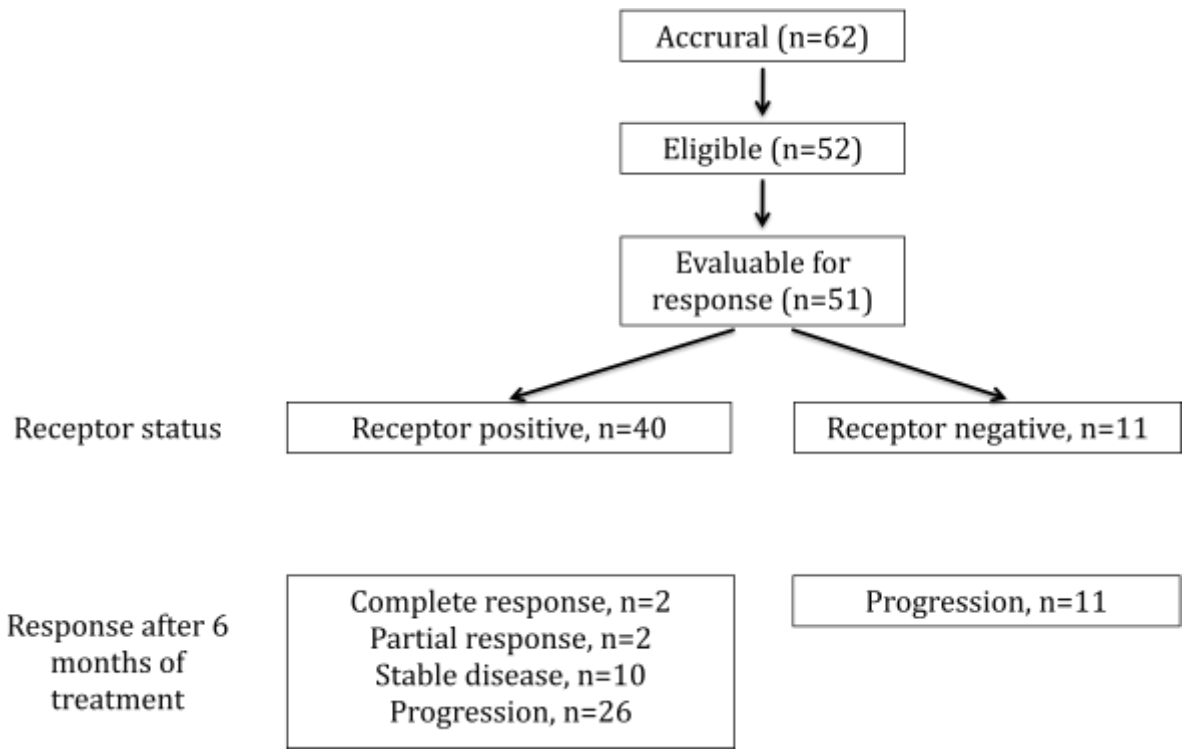 Accrural (n=62)
Eligible (n=52)
Evaluable for
response (n=51)
Receptor status
Receptor positive, n=40
Receptor negative, n=11
Response after 6
months of
treatment
Complete response, n=2
Partial response, n=2
Stable disease, n=10
Progression, n=26
Progression, n=11